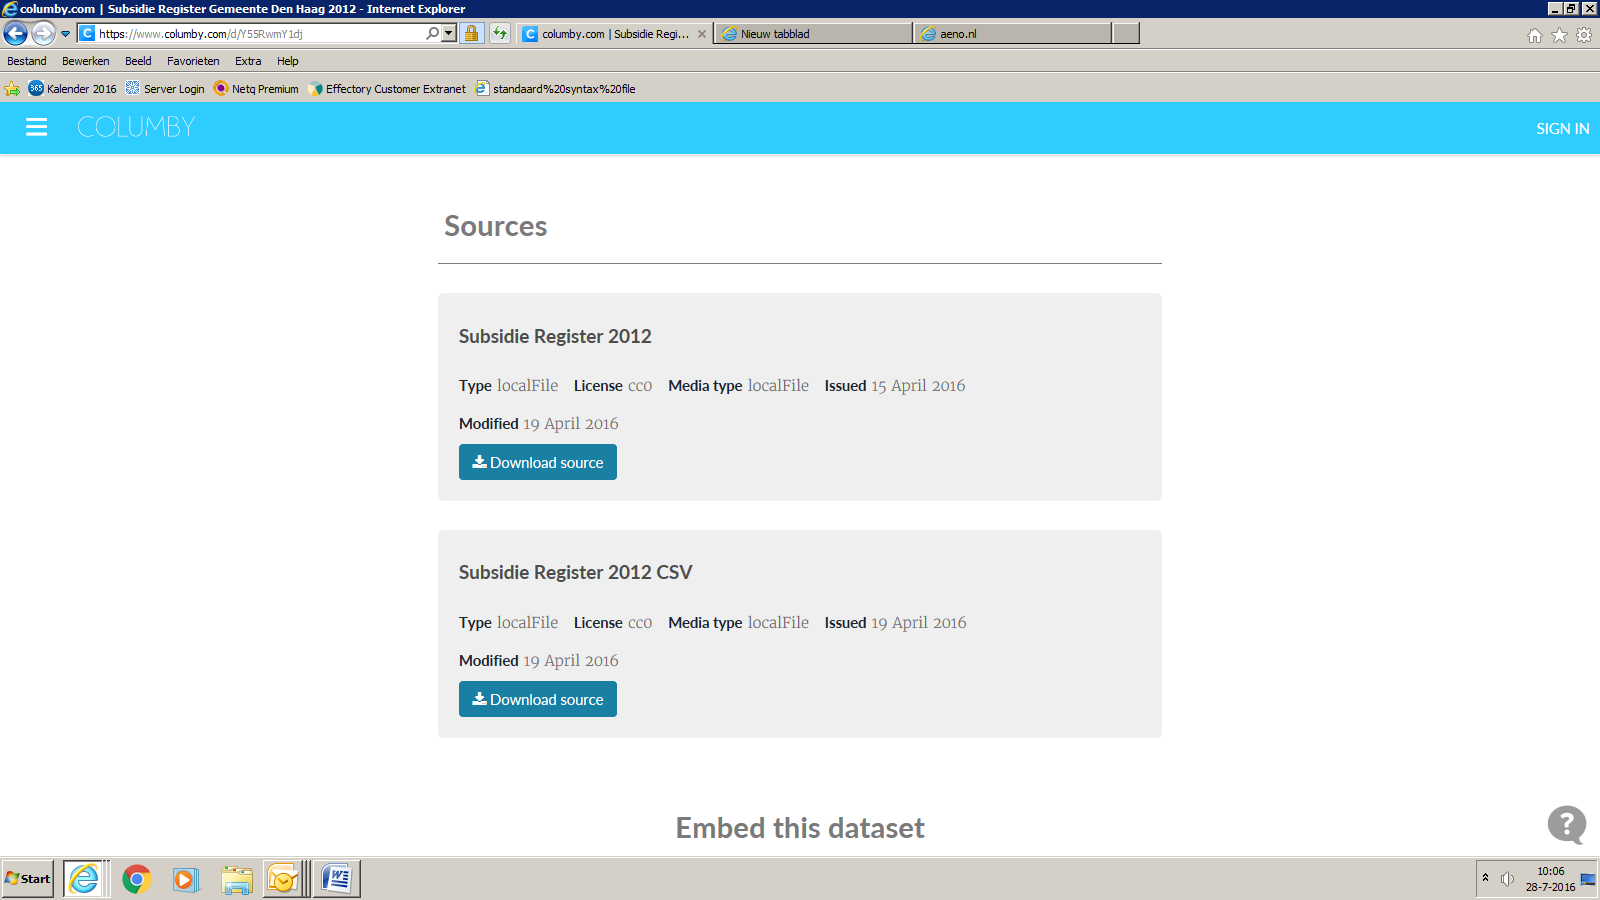 columby.com | Subsidie Register Gemeente Den Haag 2012 - Internet Explorer
https://www.columby.com/d/Y55RwmY1dj
columby.com | Subsidie Regi...
Nieuw tabblad
aeno.nl
Bestand Bewerken Beeld Favorieten Extra Help
365 Kalender 2016 Server Login Netq Premium Effectory Customer Extranet standaard%20syntax%20file
COLUMBY
SIGN IN
Sources
Subsidie Register 2012
Type localFile License cc0 Media type localFile Issued 15 April 2016
Modified 19 April 2016
Download source
Subsidie Register 2012 CSV
Type localFile License cc0 Media type localFile Issued 19 April 2016
Modified 19 April 2016
Download source
Embed this dataset
?
Start
10:06
28-7-2016